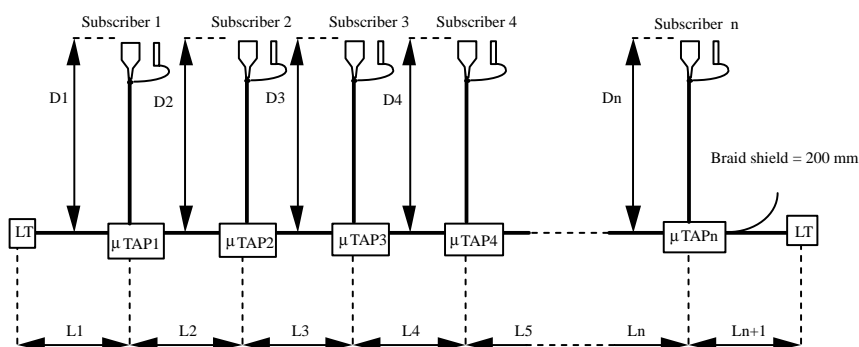 Subscriber 1 Subscriber 2 Subscriber 3 Subscriber 4 Subscriber n
D1 D2 D3 D4 Dn
Braid shield = 200 mm
LT μTAP1 μTAP2 μTAP3 μTAP4 μTAPn LT
L1 L2 L3 L4 L5 Ln Ln+1